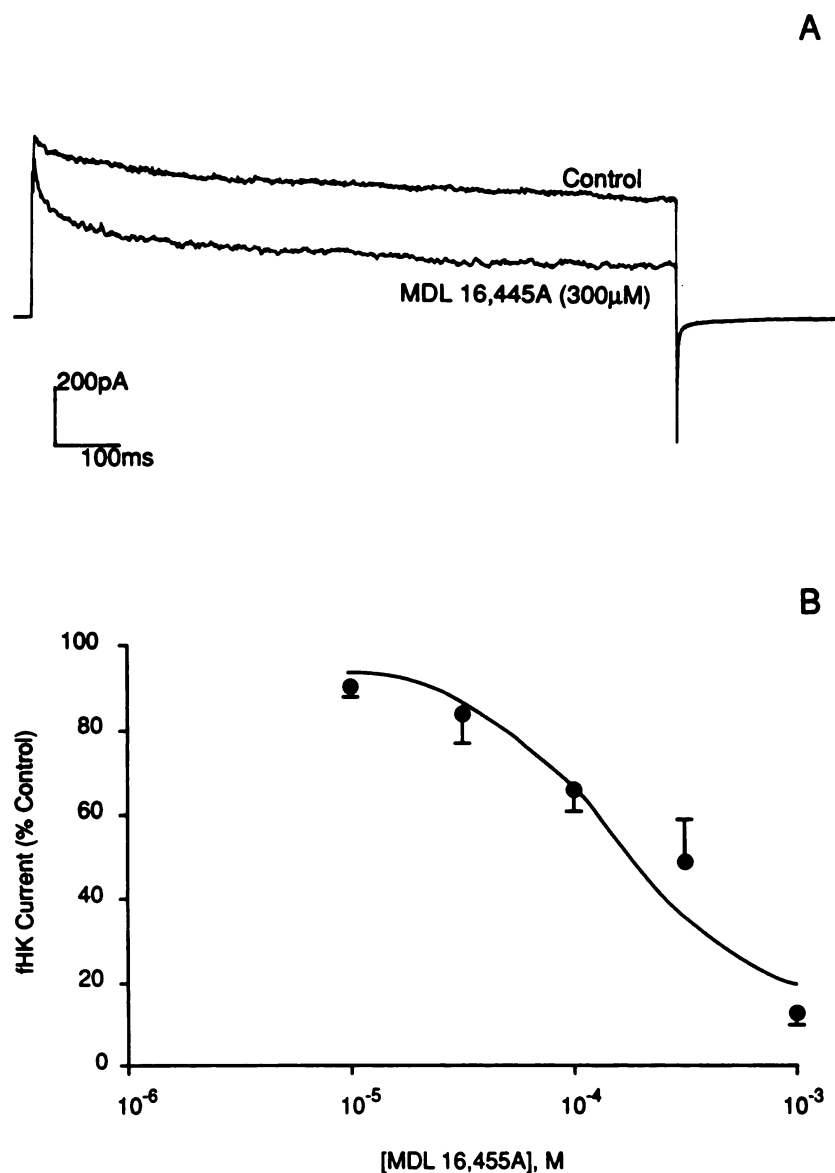 A
Control
MDL 16,445A (300µM)
200pA
100ms
B
fHK Current (% Control)
100
80
60
40
20
0
10-6
10-5
10-4
10-3
[MDL 16,455A], M